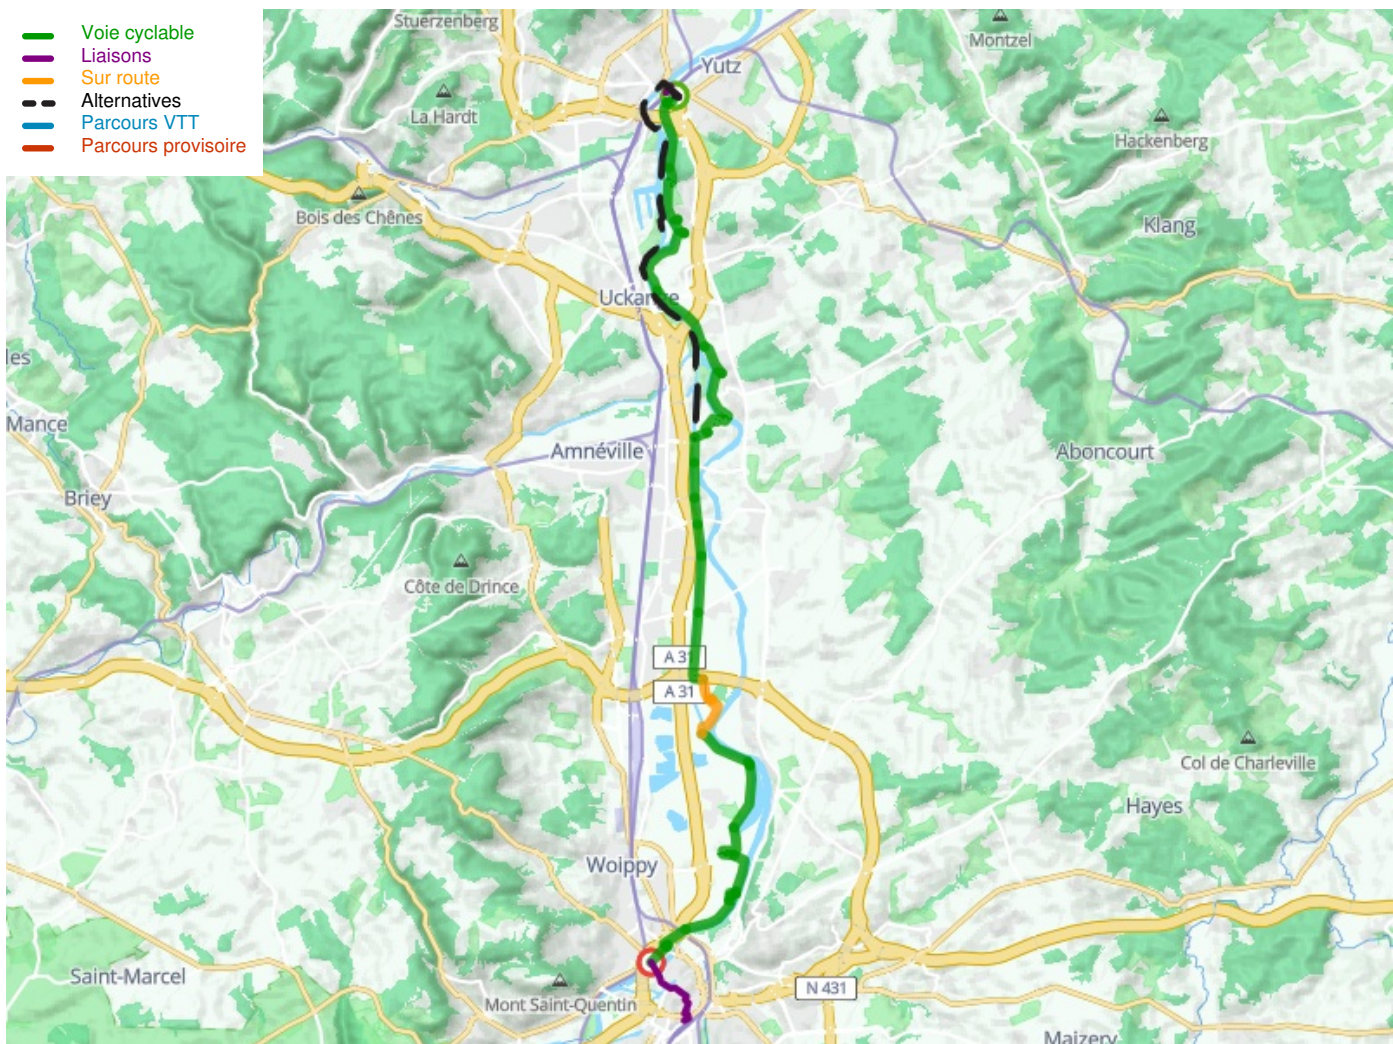 Voie cyclable
Liaisons
Sur route
Alternatives
Parcours VTT
Parcours provisoire
Stuerzenberg
Montzel
Yutz
La Hardt
Hackenberg
Bois des Chênes
Klang
Uckange
les
Mance
Amnéville
Aboncourt
Briey
Côte de Drince
A 31
A 31
Col de Charleville
Hayes
Woippy
Saint-Marcel
Mont Saint-Quentin
N 431
Maizery